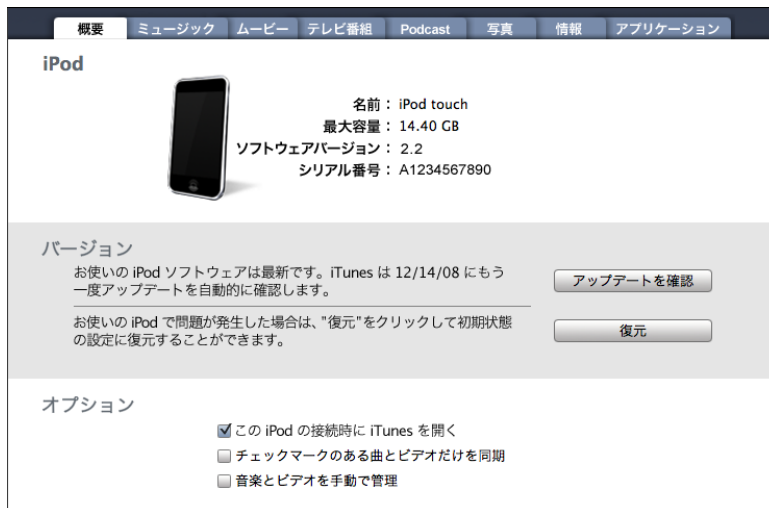 概要 ミュージック ムービー テレビ番組 Podcast 写真 情報 アプリケーション
iPod
名前： iPod touch
最大容量： 14.40 GB
ソフトウェアバージョン： 2.2
シリアル番号： A1234567890
バージョン
お使いの iPod ソフトウェアは最新です。iTunes は 12/14/08 にもう
一度アップデートを自動的に確認します。
アップデートを確認
お使いの iPod で問題が発生した場合は、"復元"をクリックして初期状態
の設定に復元することができます。
復元
オプション
この iPod の接続時に iTunes を開く
チェックマークのある曲とビデオだけを同期
音楽とビデオを手動で管理